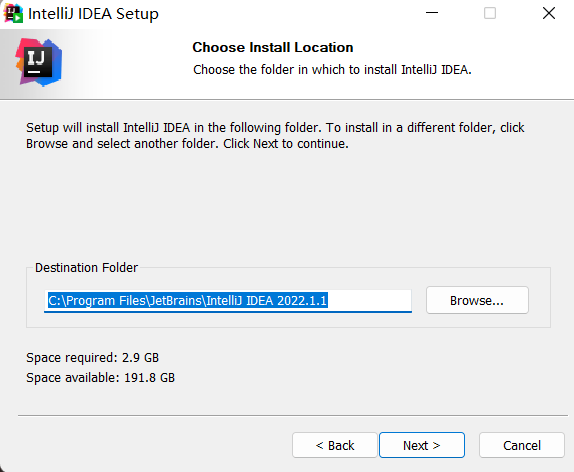 IntelliJ IDEA Setup
IJ
Choose Install Location
Choose the folder in which to install IntelliJ IDEA.
Setup will install IntelliJ IDEA in the following folder. To install in a different folder, click
Browse and select another folder. Click Next to continue.
Destination Folder
C:\Program Files\JetBrains\IntelliJ IDEA 2022.1.1
Browse...
Space required: 2.9 GB
Space available: 191.8 GB
< Back
Next >
Cancel